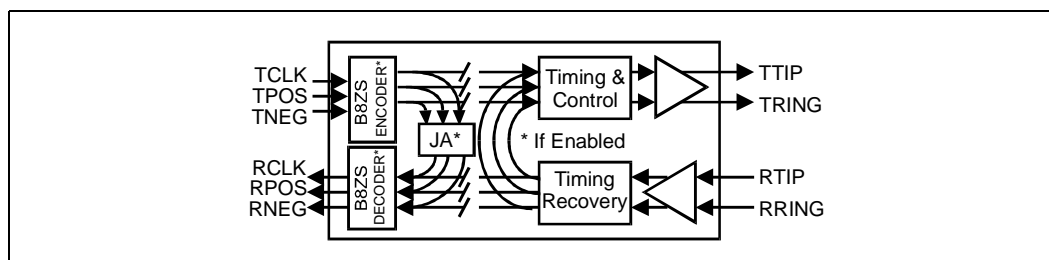 TCLK
TPOS
TNEG
B8ZS
ENCODER*
Timing &
Control
TTIP
TRING
JA*
* If Enabled
RCLK
RPOS
RNEG
B8ZS
DECODER*
Timing
Recovery
RTIP
RRING